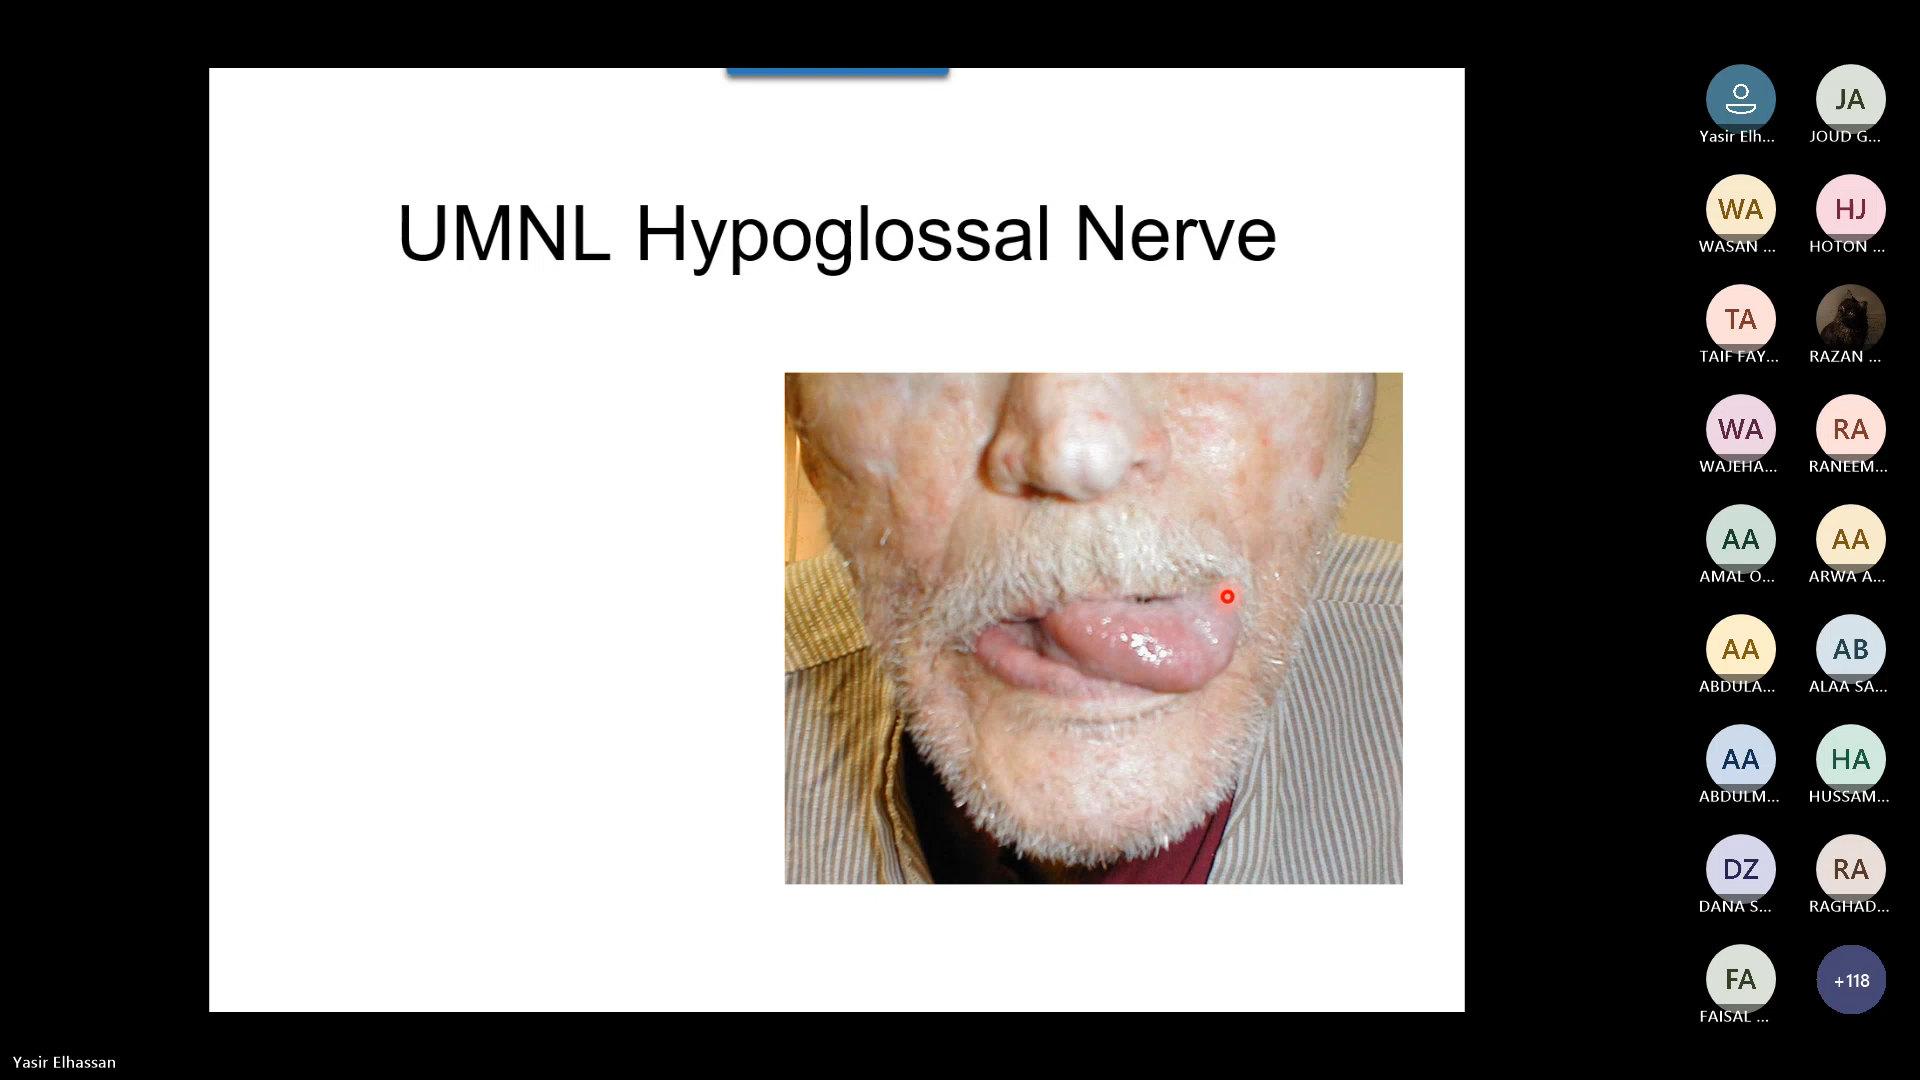 UMNL Hypoglossal Nerve
JA
Yasir Elh...
JOUD G...
WA
HJ
WASAN ...
HOTON ...
TA
TAIF FAY...
RAZAN ...
WA
RA
WAJEHA...
RANEEM...
AA
AA
AMAL O...
ARWA A...
AA
AB
ABDULA...
ALAA SA...
AA
HA
ABDULM...
HUSSAM...
DZ
RA
DANA S...
RAGHAD...
FA
+118
FAISAL ...
Yasir Elhassan